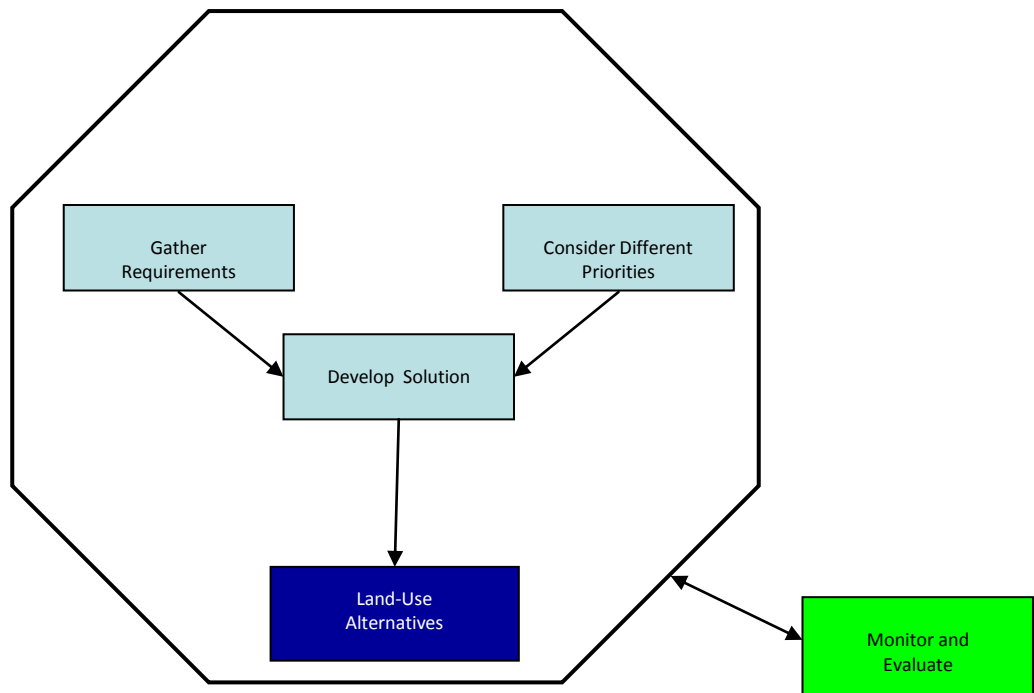 Gather
Requirements
Consider Different
Priorities
Develop  Solution
Land-Use
Alternatives
Monitor and
Evaluate